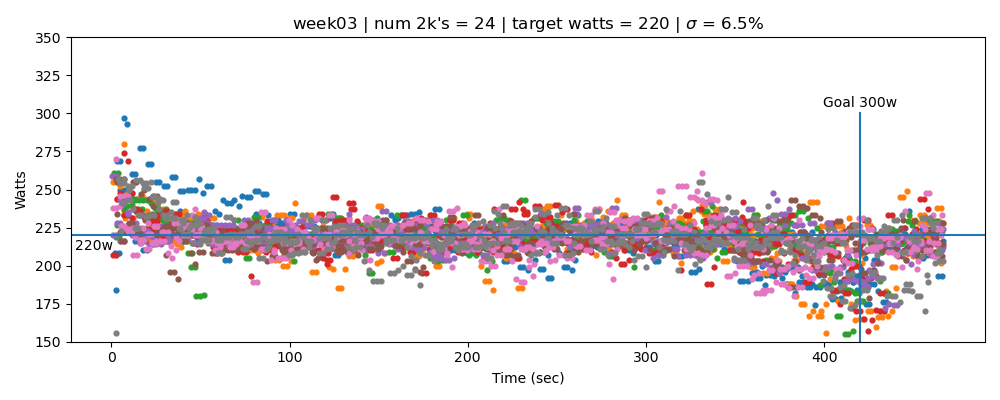 week03 | num 2k's = 24 | target watts = 220 | σ = 6.5%
350
325
300
275
250
225
200
175
150
Watts
Goal 300w
220w
0 100 200 300 400
Time (sec)